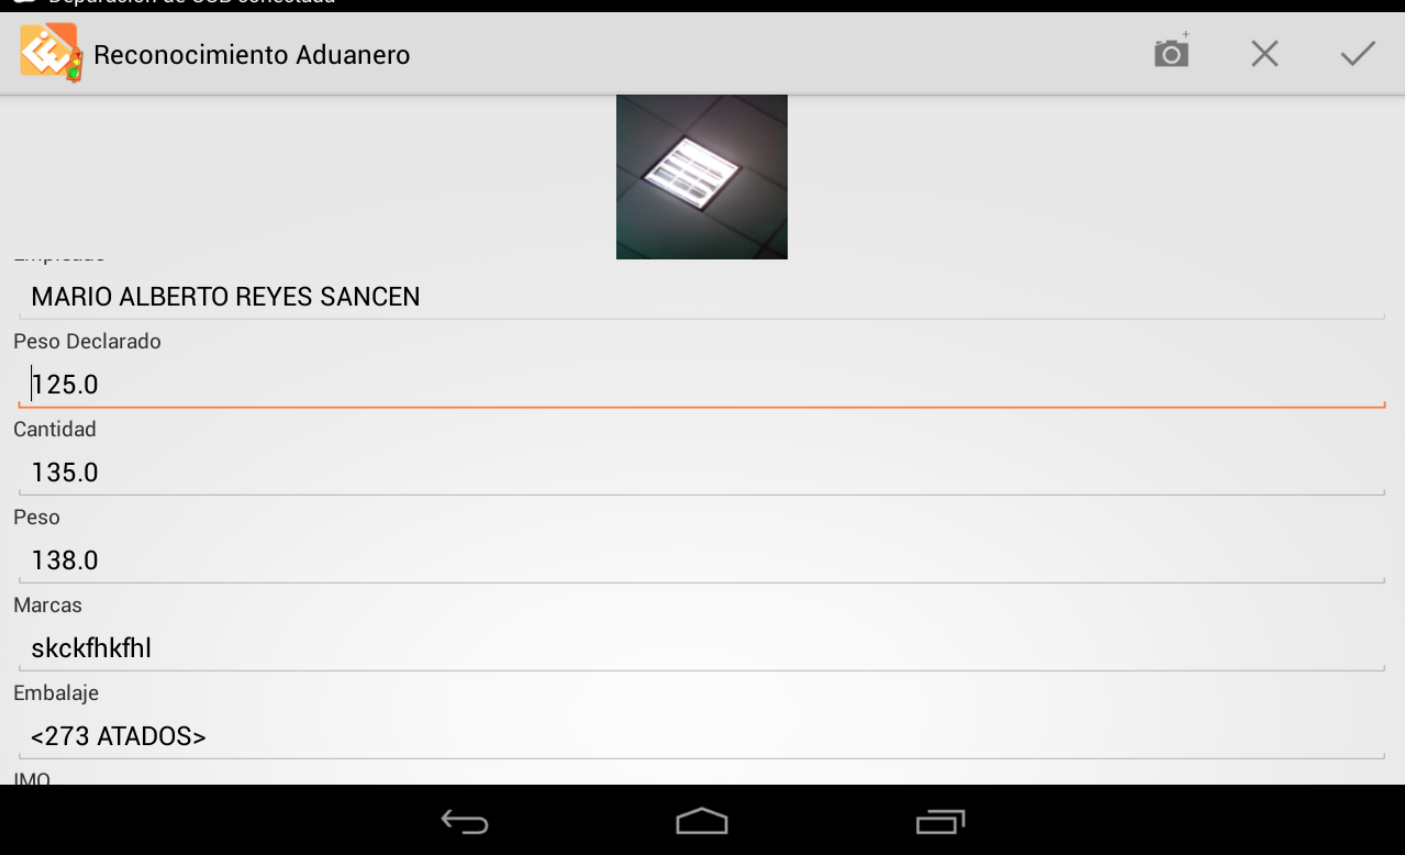 Depuración de USB conectada
Reconocimiento Aduanero
Empleado
MARIO ALBERTO REYES SANCEN
Peso Declarado
125.0
Cantidad
135.0
Peso
138.0
Marcas
skckfhkfhl
Embalaje
<273 ATADOS>
IMO